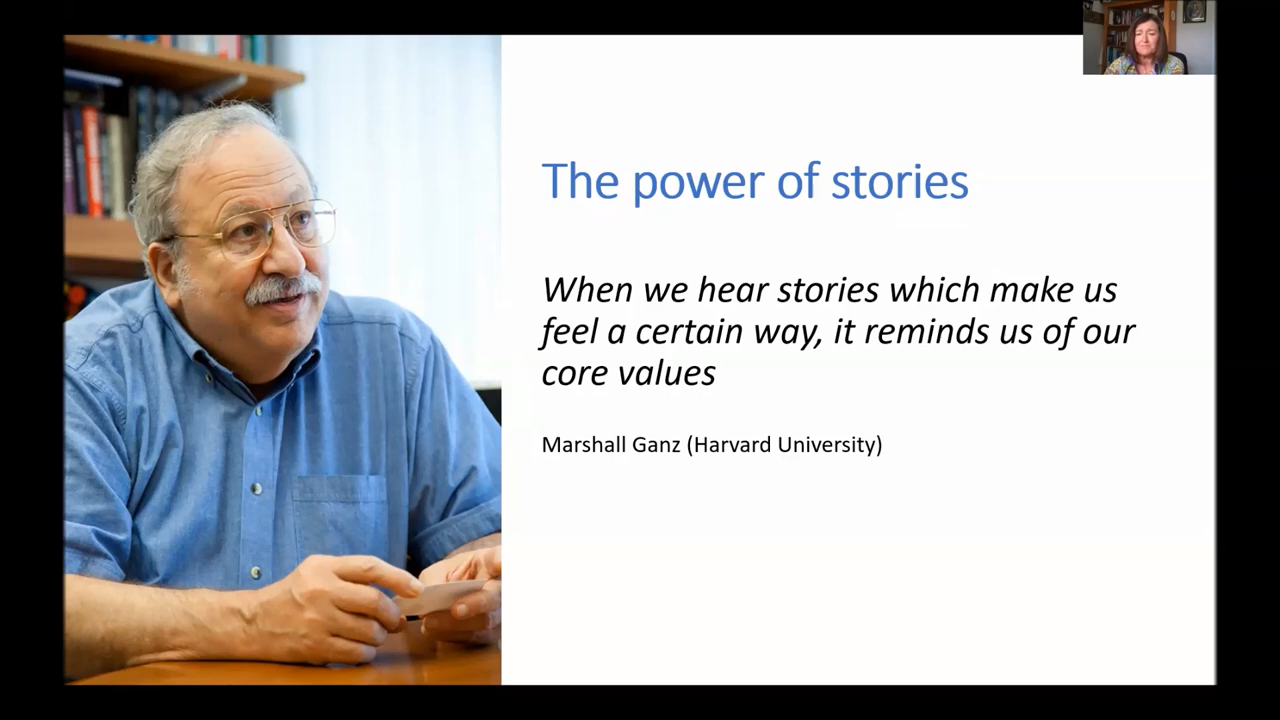 The power of stories
When we hear stories which make us
feel a certain way, it reminds us of our
core values
Marshall Ganz (Harvard University)